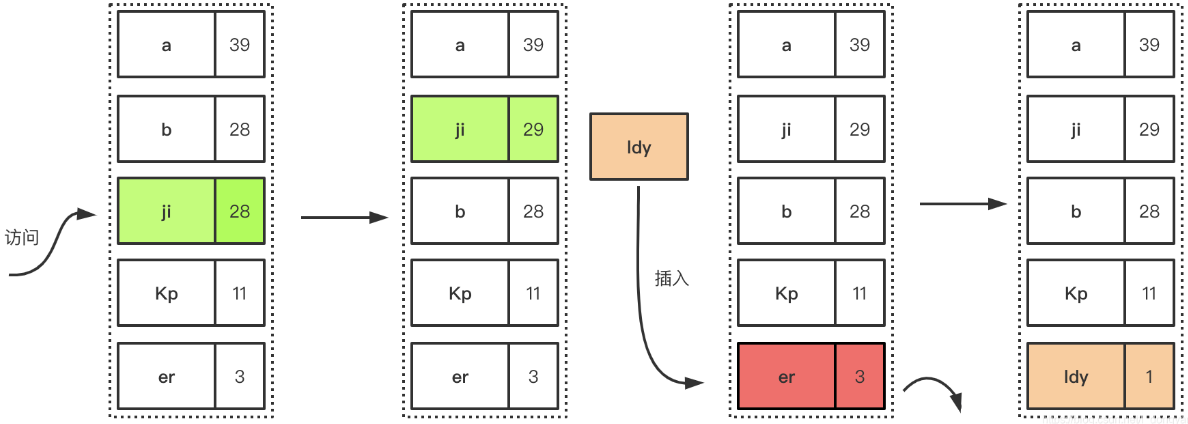 访问
a 39
b 28
ji 28
Kp 11
er 3
a 39
ji 29
b 28
Kp 11
er 3
ldy
插入
a 39
ji 29
b 28
Kp 11
er 3
a 39
ji 29
b 28
Kp 11
ldy 1